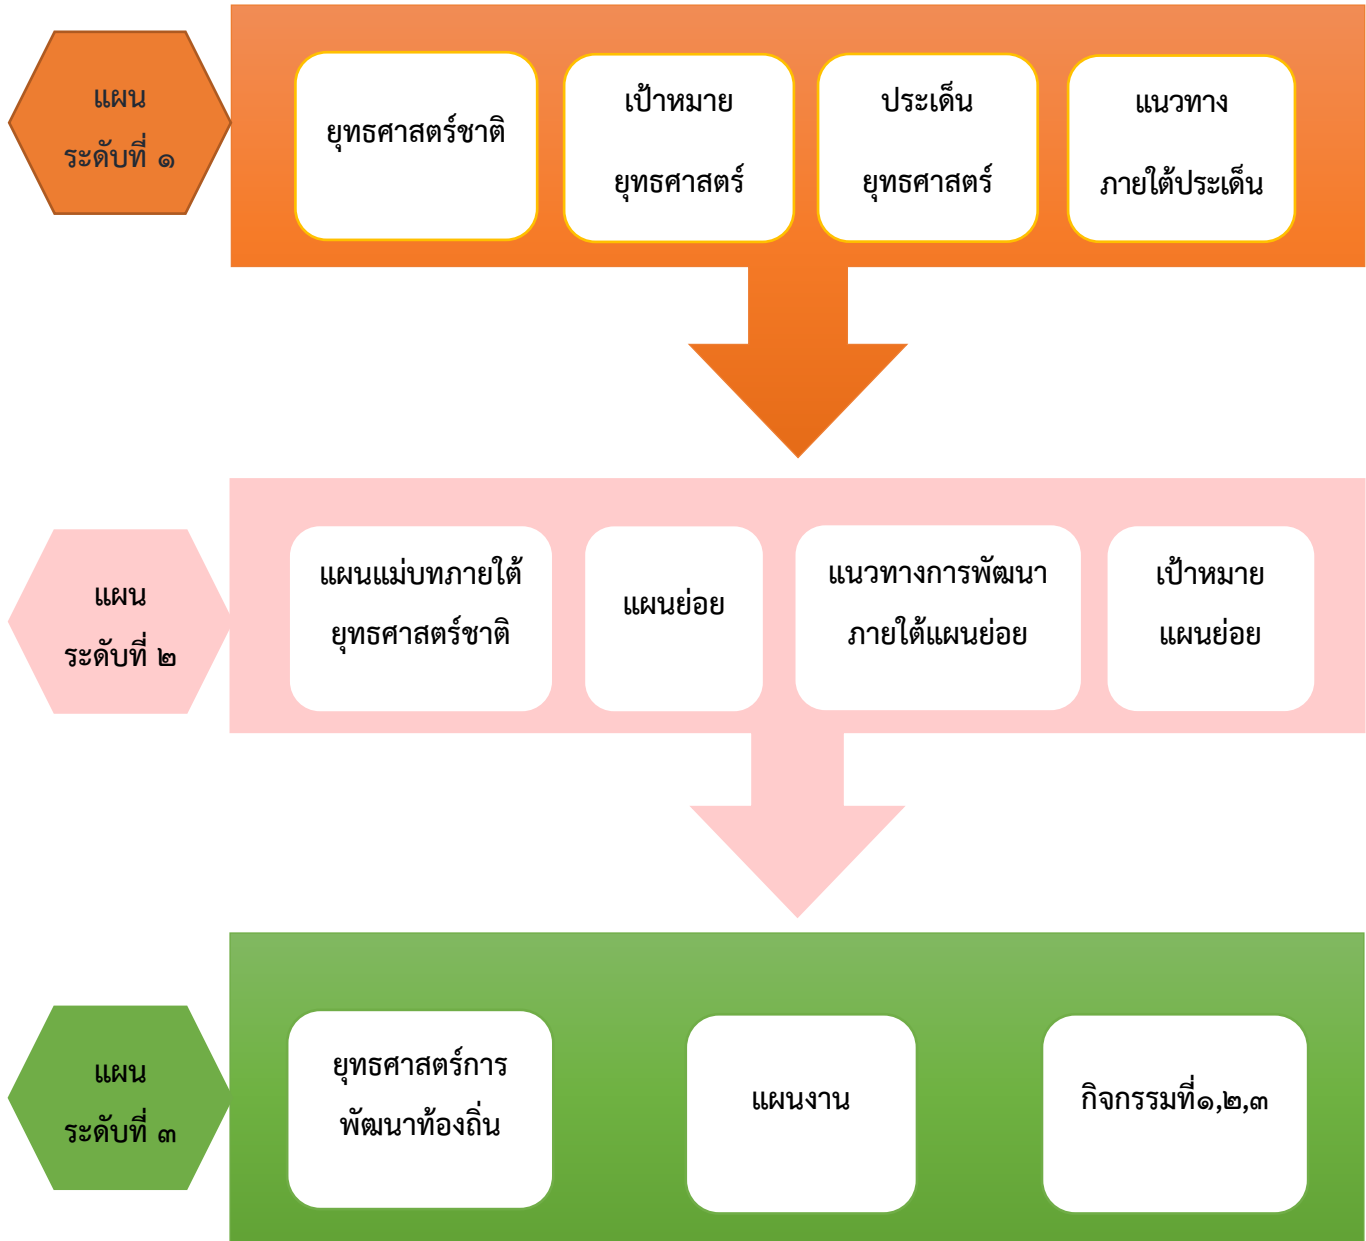 แผน
ระดับที่ ๑
ยุทธศาสตร์ชาติ
เป้าหมาย
ยุทธศาสตร์
ประเด็น
ยุทธศาสตร์
แนวทาง
ภายใต้ประเด็น
แผน
ระดับที่ ๒
แผนแม่บทภายใต้
ยุทธศาสตร์ชาติ
แผนย่อย
แนวทางการพัฒนา
ภายใต้แผนย่อย
เป้าหมาย
แผนย่อย
แผน
ระดับที่ ๓
ยุทธศาสตร์การ
พัฒนาท้องถิ่น
แผนงาน
กิจกรรมที่๑,๒,๓